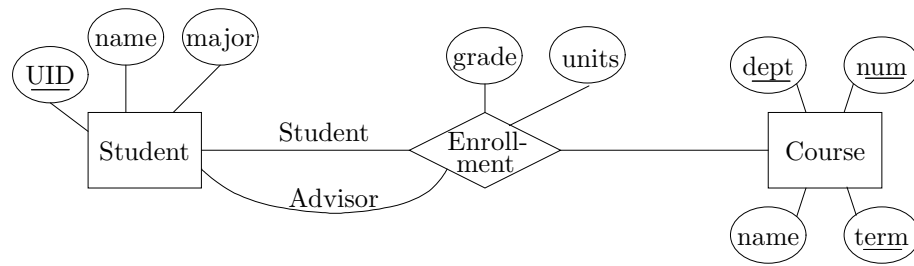 name
major
UID
grade
units
dept
num
Student
Student
Enroll-
ment
Course
Advisor
name
term